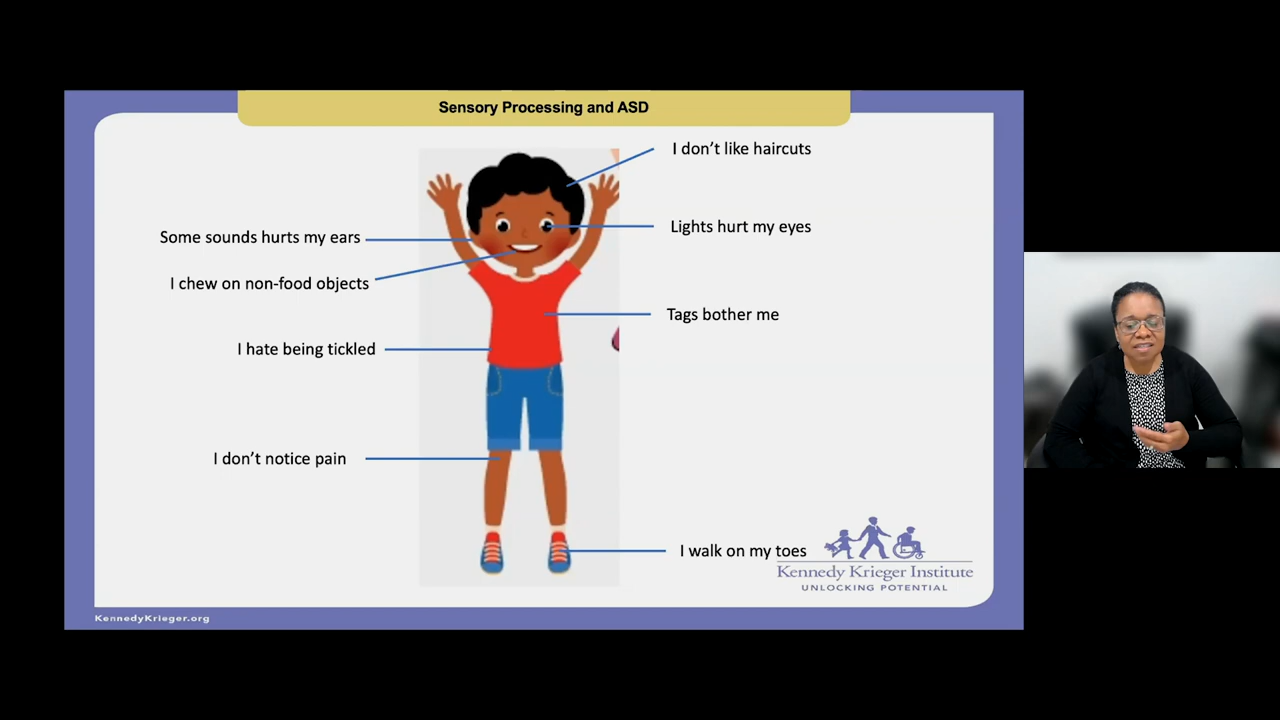 Sensory Processing and ASD
I don’t like haircuts
Lights hurt my eyes
Some sounds hurts my ears
I chew on non-food objects
Tags bother me
I hate being tickled
I don’t notice pain
I walk on my toes
Kennedy Krieger Institute
UNLOCKING POTENTIAL
KennedyKrieger.org